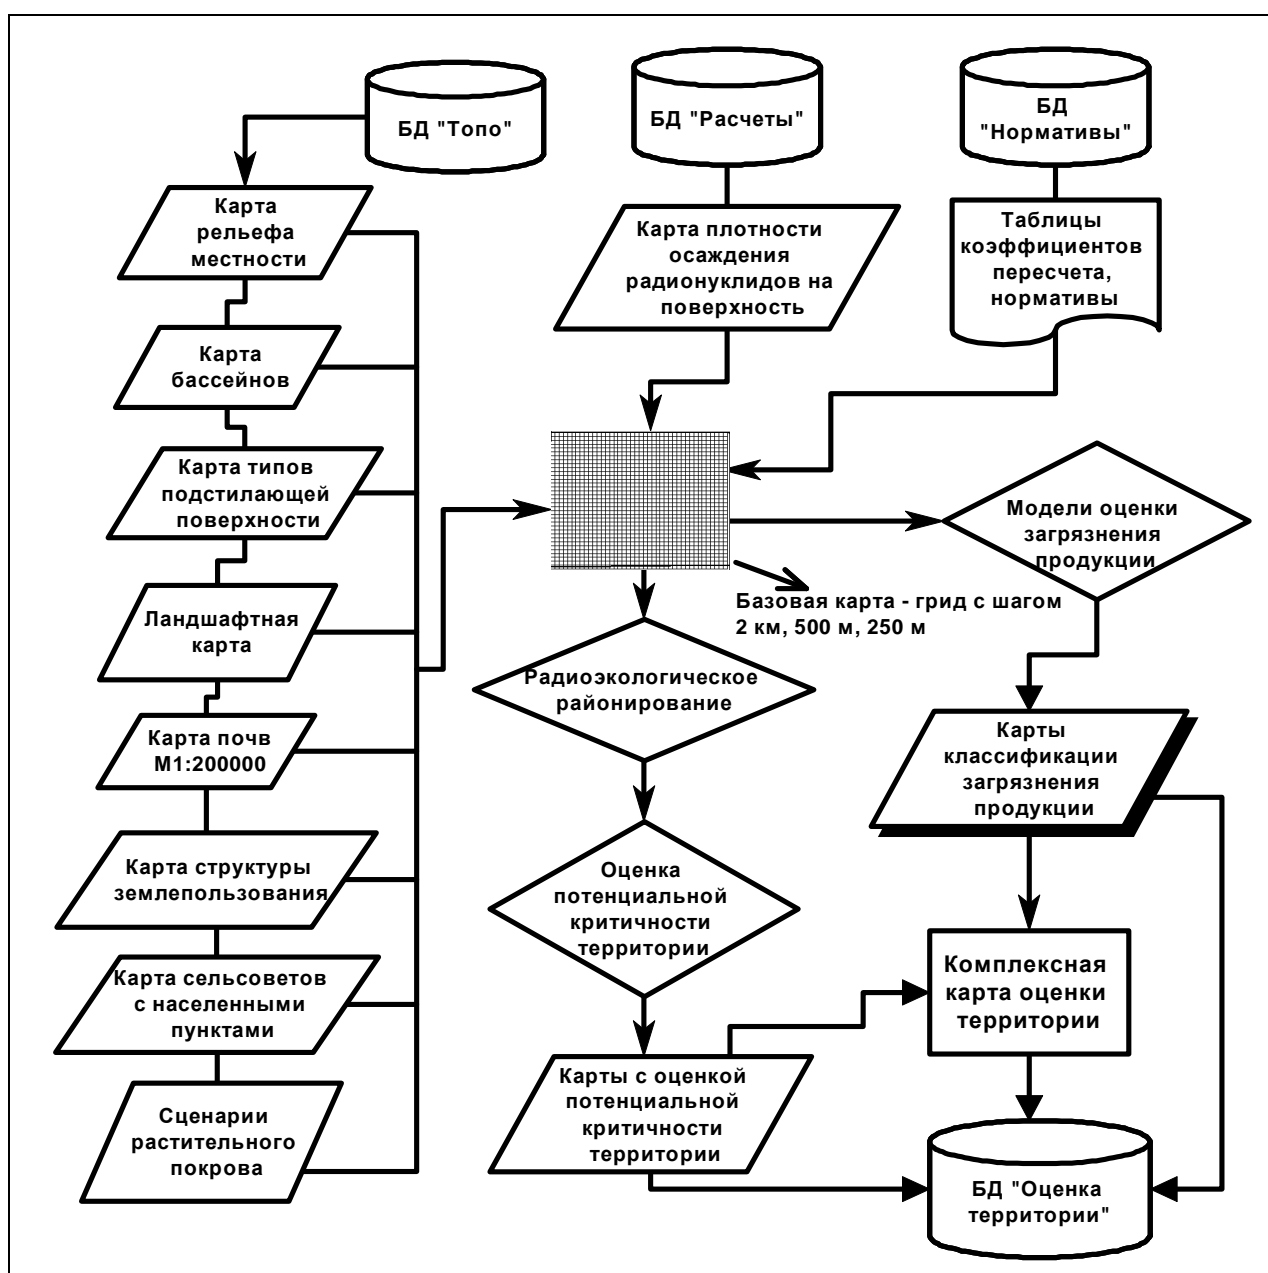 БД "Топо"
БД "Расчеты"
БД
"Нормативы"
Карта
рельефа
местности
Карта плотности
осаждения
радионуклидов на
поверхность
Таблицы
коэффициентов
пересчета,
нормативы
Карта
бассейнов
Карта типов
подстилающей
поверхности
Модели оценки
загрязнения
продукции
Базовая карта - грид с шагом
2 км, 500 м, 250 м
Ландшафтная
карта
Радиоэкологическое
районирование
Карта почв
М1:200000
Карты
классификации
загрязнения
продукции
Карта структуры
землепользования
Оценка
потенциальной
критичности
территории
Карта сельсоветов
с населенными
пунктами
Комплексная
карта оценки
территории
Сценарии
растительного
покрова
Карты с оценкой
потенциальной
критичности
территории
БД "Оценка
территории"